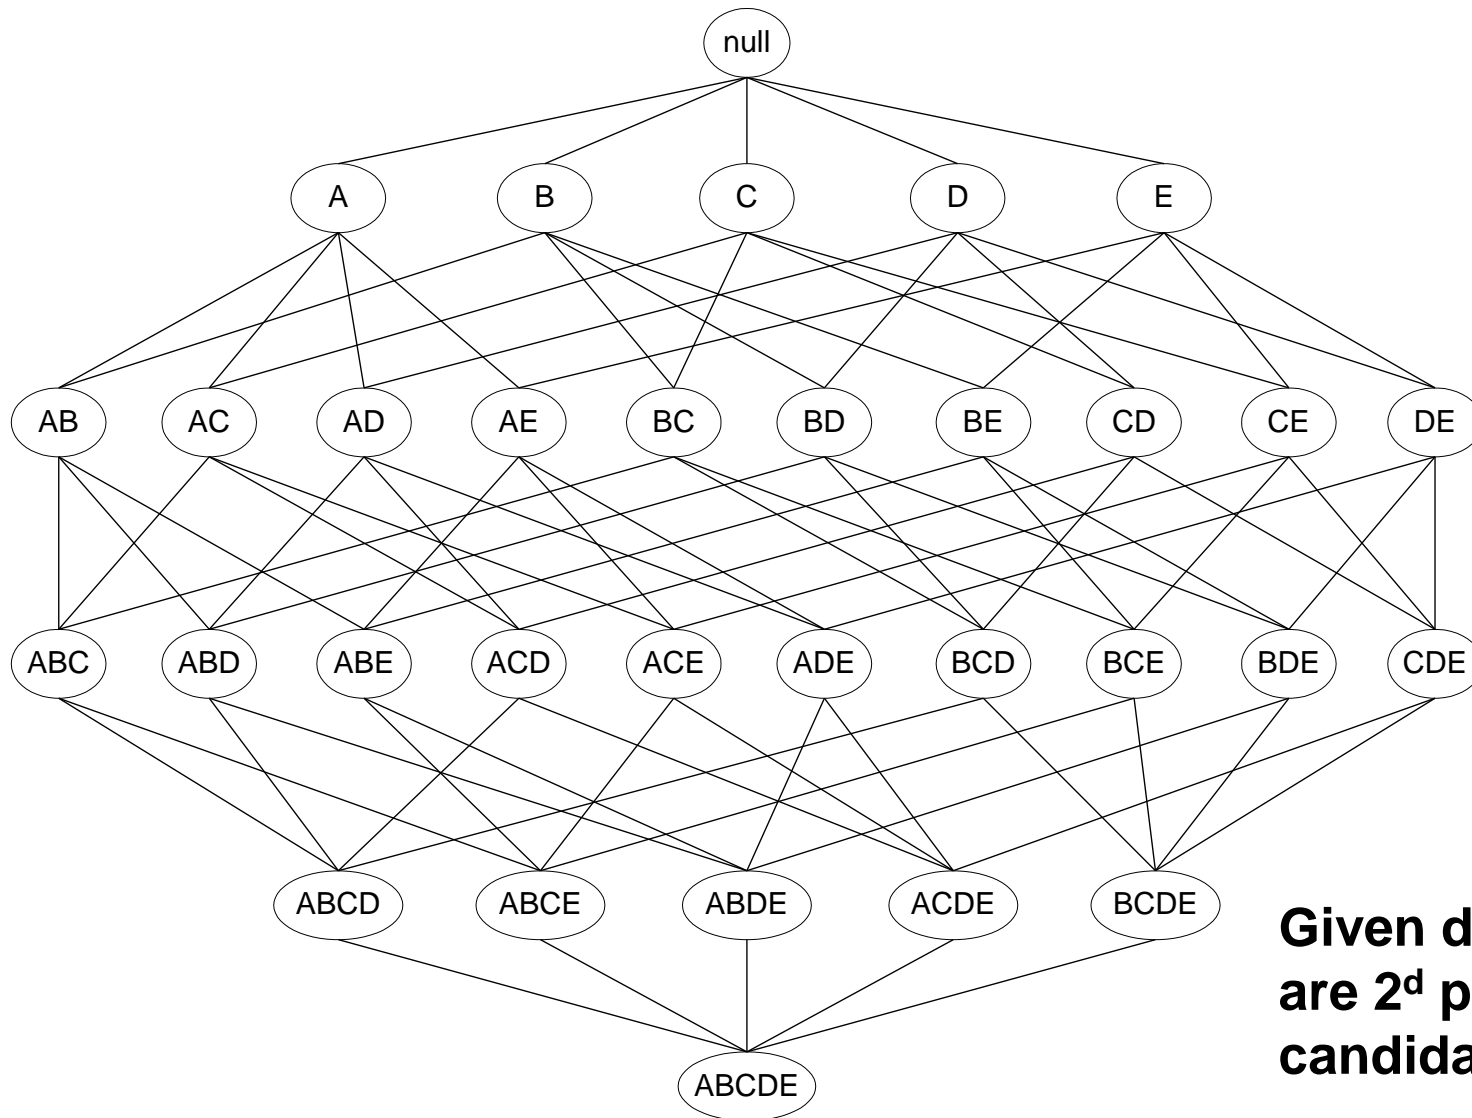 null
A B C D E
AB AC AD AE BC BD BE CD CE DE
ABC ABD ABE ACD ACE ADE BCD BCE BDE CDE
ABCD ABCE ABDE ACDE BCDE
Given d
are 2ᵈ p
candida
ABCDE